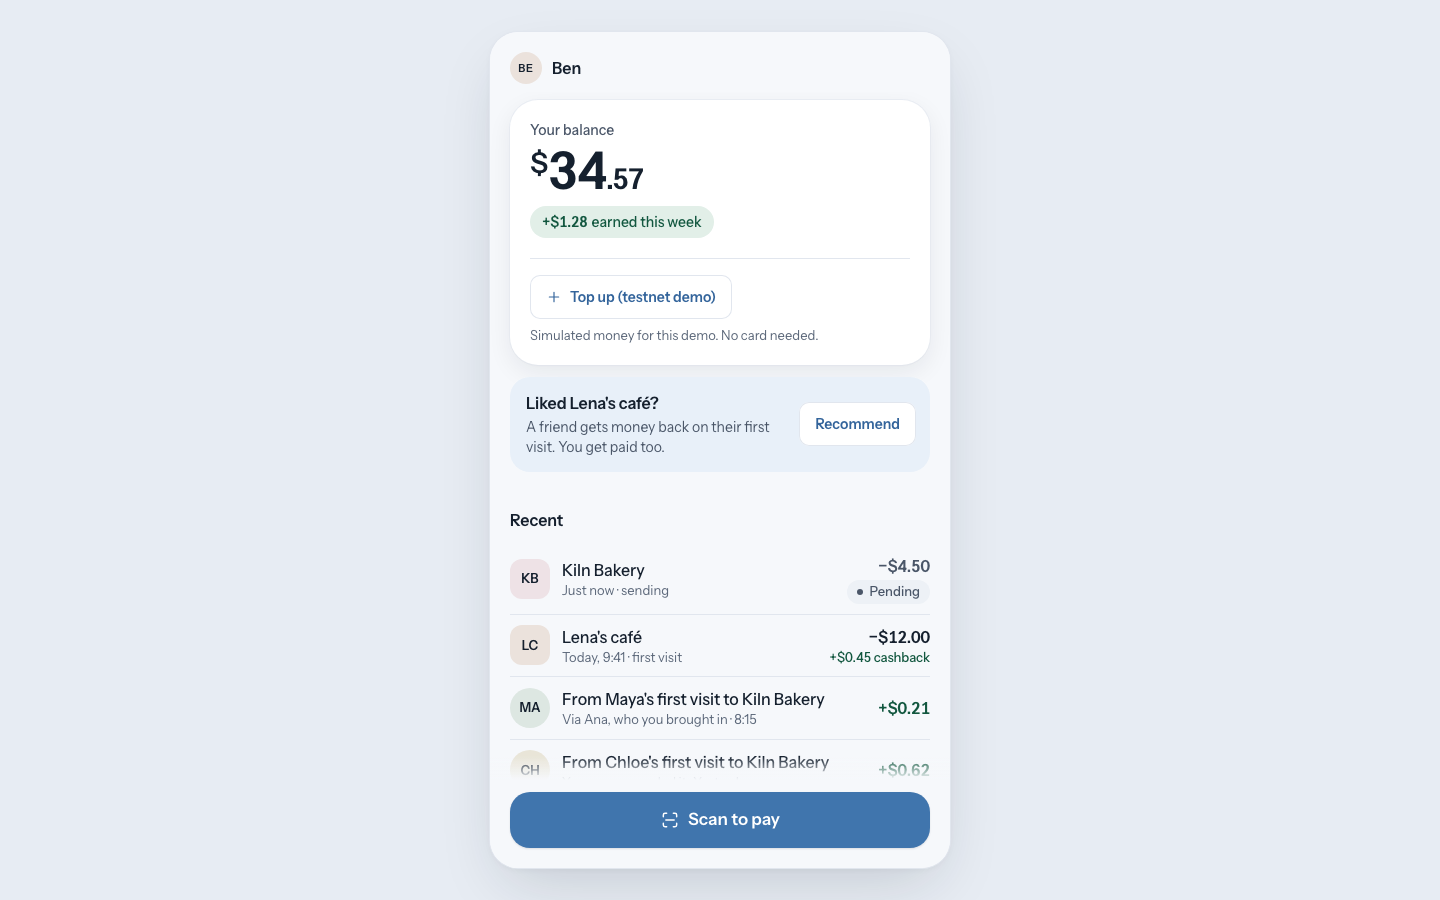 BE
Ben
Your balance
$34.57
+$1.28 earned this week
Top up (testnet demo)
Simulated money for this demo. No card needed.
Liked Lena's café?
A friend gets money back on their first
visit. You get paid too.
Recommend
Recent
KB
Kiln Bakery
−$4.50
Just now · sending
Pending
LC
Lena's café
−$12.00
Today, 9:41 · first visit
+$0.45 cashback
MA
From Maya's first visit to Kiln Bakery
+$0.21
Via Ana, who you brought in · 8:15
CH
From Chloe's first visit to Kiln Bakery
+$0.62
Scan to pay